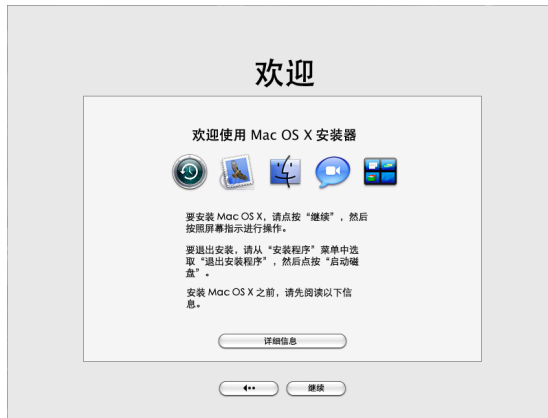 欢迎
欢迎使用 Mac OS X 安装器
要安装 Mac OS X，请点按“继续”，然后
按照屏幕指示进行操作。
要退出安装，请从“安装程序”菜单中选
取“退出安装程序”，然后点按“启动磁
盘”。
安装 Mac OS X 之前，请先阅读以下信
息。
详细信息
继续